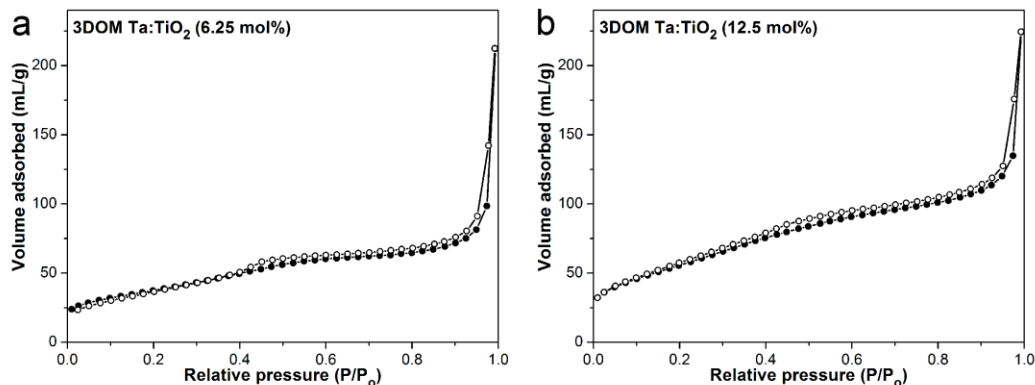 a
3DOM Ta:TiO2 (6.25 mol%)
Volume adsorbed (mL/g)
200
150
100
50
0
0.0 0.2 0.4 0.6 0.8 1.0
Relative pressure (P/Po)
b
3DOM Ta:TiO2 (12.5 mol%)
Volume adsorbed (mL/g)
200
150
100
50
0
0.0 0.2 0.4 0.6 0.8 1.0
Relative pressure (P/Po)